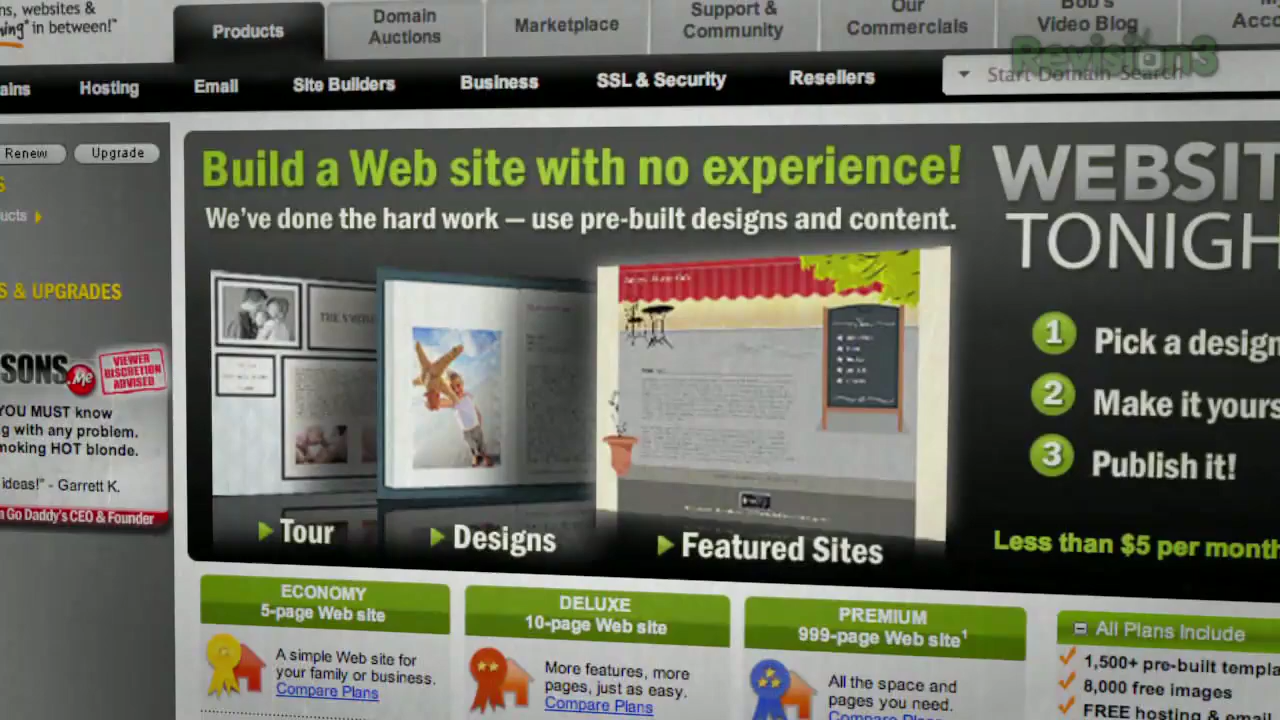 ns, websites &
ing in between!"
Products
Domain
Auctions
Marketplace
Support &
Community
Our
Commercials
Bob's
Video Blog
My
Acco
Revision3
ains
Hosting
Email
Site Builders
Business
SSL & Security
Resellers
Start Domain Search
Renew
Upgrade
S
ucts
S & UPGRADES
SONS.Me
VIEWER
DISCRETION
ADVISED
YOU MUST know
g with any problem.
moking HOT blonde.
ideas!" - Garrett K.
n Go Daddy's CEO & Founder
Build a Web site with no experience!
We've done the hard work — use pre-built designs and content.
Tour
Designs
Featured Sites
WEBSIT
TONIGH
1 Pick a design
2 Make it yours
3 Publish it!
Less than $5 per month
ECONOMY
5-page Web site
A simple Web site for
your family or business.
Compare Plans
DELUXE
10-page Web site
More features, more
pages, just as easy.
Compare Plans
PREMIUM
999-page Web site1
All the space and
pages you need.
Compare Plans
All Plans Include
1,500+ pre-built templa
8,000 free images
FREE hosting & email